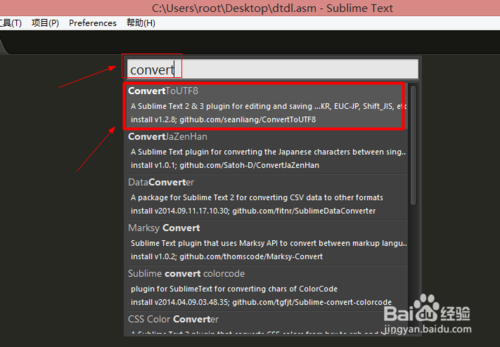 C:\Users\root\Desktop\dtdl.asm - Sublime Text
工具(T) 项目(P) Preferences 帮助(H)
convert
ConvertToUTF8
A Sublime Text 2 & 3 plugin for editing and saving ...KR, EUC-JP, Shift_JIS, etc
install v1.2.8; github.com/seanliang/ConvertToUTF8
ConvertJaZenHan
A Sublime Text plugin for converting the Japanese characters between sing...
install v1.0.1; github.com/Satoh-D/ConvertJaZenHan
DataConverter
A package for Sublime Text 2 for converting CSV data to other formats
install v2014.09.11.17.10.30; github.com/fitnr/SublimeDataConverter
Marksy Convert
Sublime Text plugin that uses Marksy API to convert between markup langu...
install v1.0.2; github.com/thomscode/Marksy-Convert
Sublime convert colorcode
plugin for SublimeText for converting chars of ColorCode
install v2014.04.09.03.48.35; github.com/tgfjt/Sublime-convert-colorcode
CSS Color Converter
Baidu 经验
jingyan.baidu.com